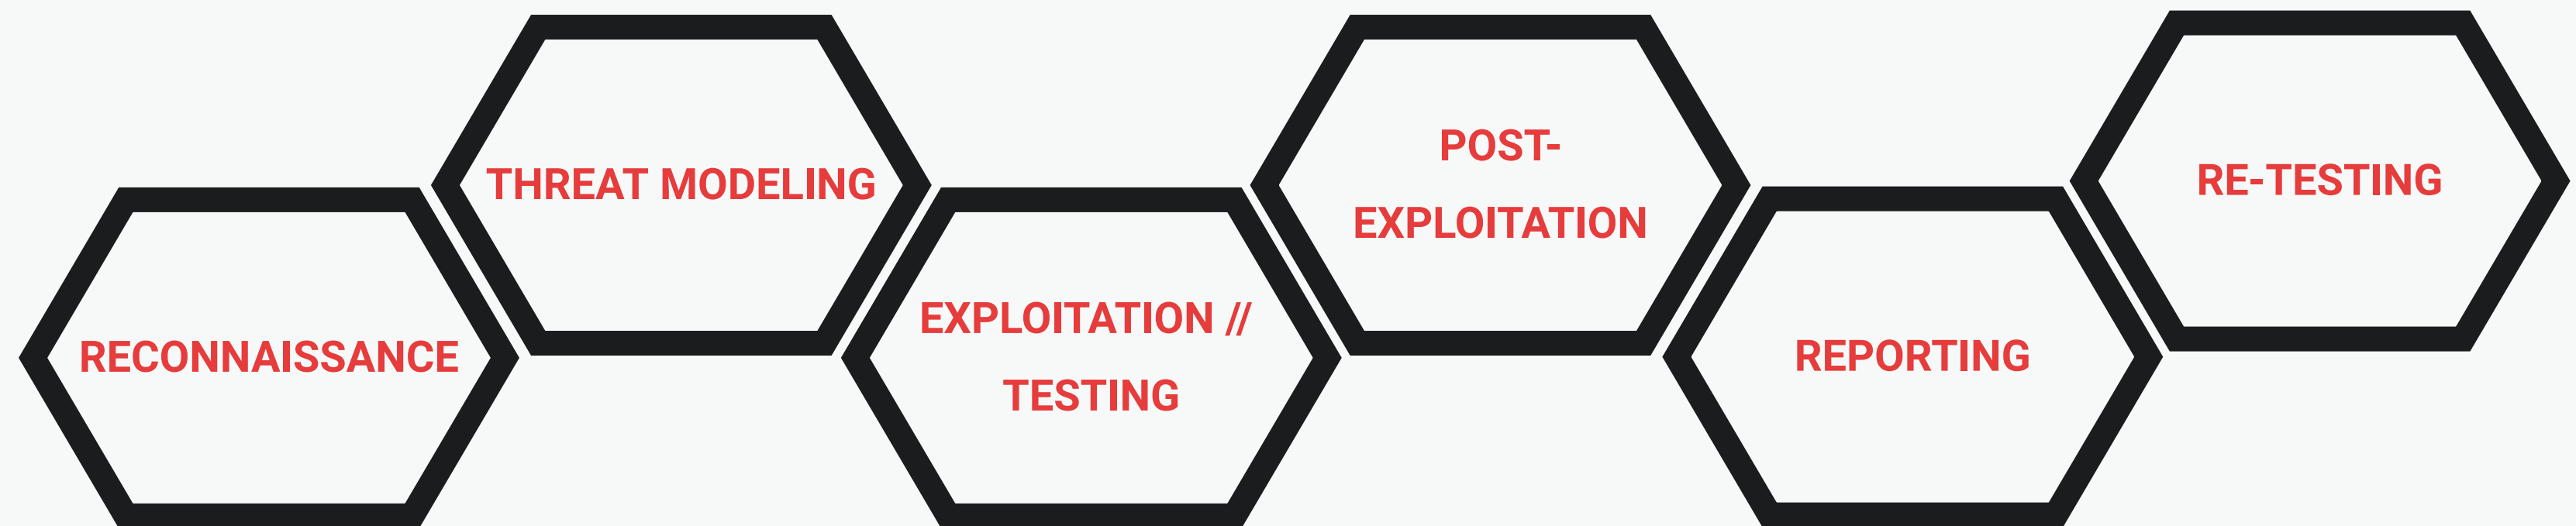 RECONNAISSANCE
THREAT MODELING
EXPLOITATION //
TESTING
POST-
EXPLOITATION
REPORTING
RE-TESTING